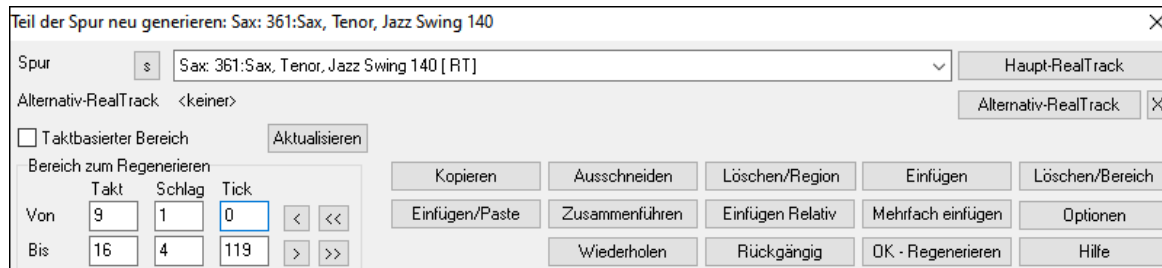 Teil der Spur neu generieren: Sax: 361:Sax, Tenor, Jazz Swing 140
Spur s Sax: 361:Sax, Tenor, Jazz Swing 140 [ RT] Haupt-RealTrack
Alternativ-RealTrack <keiner> Alternativ-RealTrack X
Taktbasierter Bereich Aktualisieren
Bereich zum Regenerieren
Kopieren Ausschneiden Löschen/Region Einfügen Löschen/Bereich
Takt Schlag Tick
Von 9 1 0 < << Einfügen/Paste Zusammenführen Einfügen Relativ Mehrfach einfügen Optionen
Bis 16 4 119 > >> Wiederholen Rückgängig OK - Regenerieren Hilfe